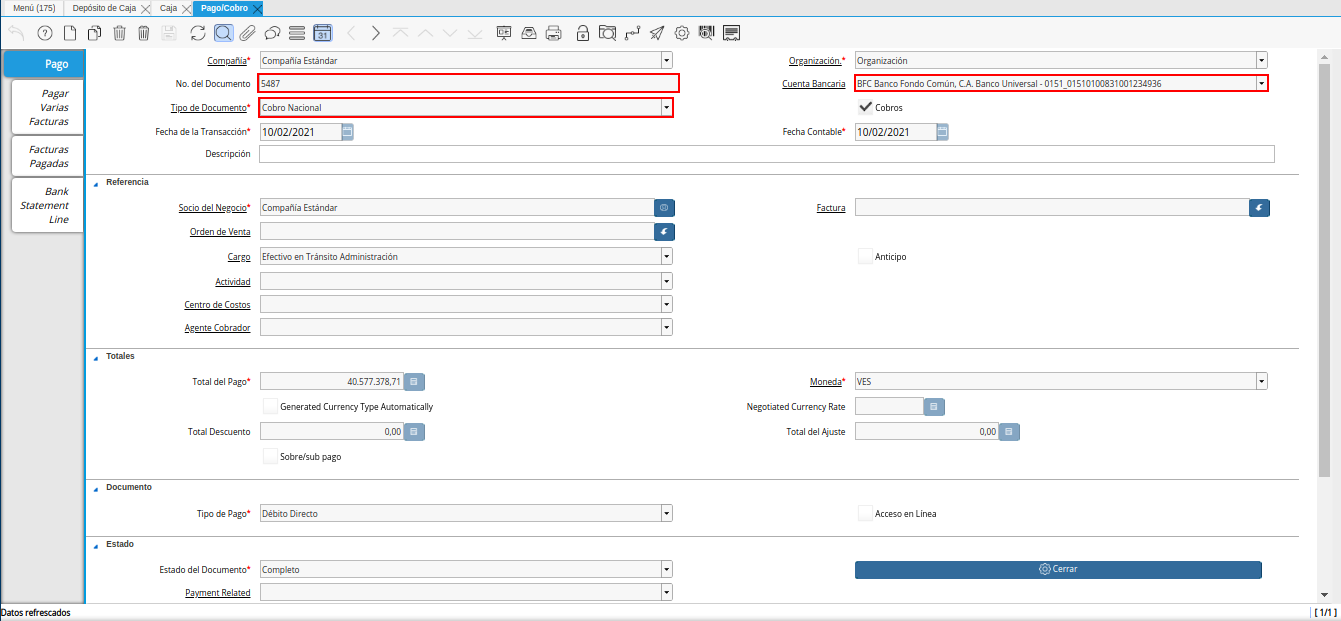 Menú (175) Depósito de Caja Caja Pago/Cobro
31
Pago
Pagar Varias Facturas
Facturas Pagadas
Bank Statement Line
Compañía* Compañía Estándar Organización* Organización
No. del Documento 5487 Cuenta Bancaria BFC Banco Fondo Común, C.A. Banco Universal - 0151_01510100831001234936
Tipo de Documento* Cobro Nacional Cobros
Fecha de la Transacción* 10/02/2021 Fecha Contable* 10/02/2021
Descripción
Referencia
Socio del Negocio* Compañía Estándar Factura
Orden de Venta
Cargo Efectivo en Tránsito Administración Anticipo
Actividad
Centro de Costos
Agente Cobrador
Totales
Total del Pago* 40.577.378,71 Moneda* VES
Generated Currency Type Automatically Negotiated Currency Rate
Total Descuento 0,00 Total del Ajuste 0,00
Sobre/sub pago
Documento
Tipo de Pago* Débito Directo Acceso en Línea
Estado
Estado del Documento* Completo Cerrar
Payment Related
Datos refrescados [ 1/1 ]